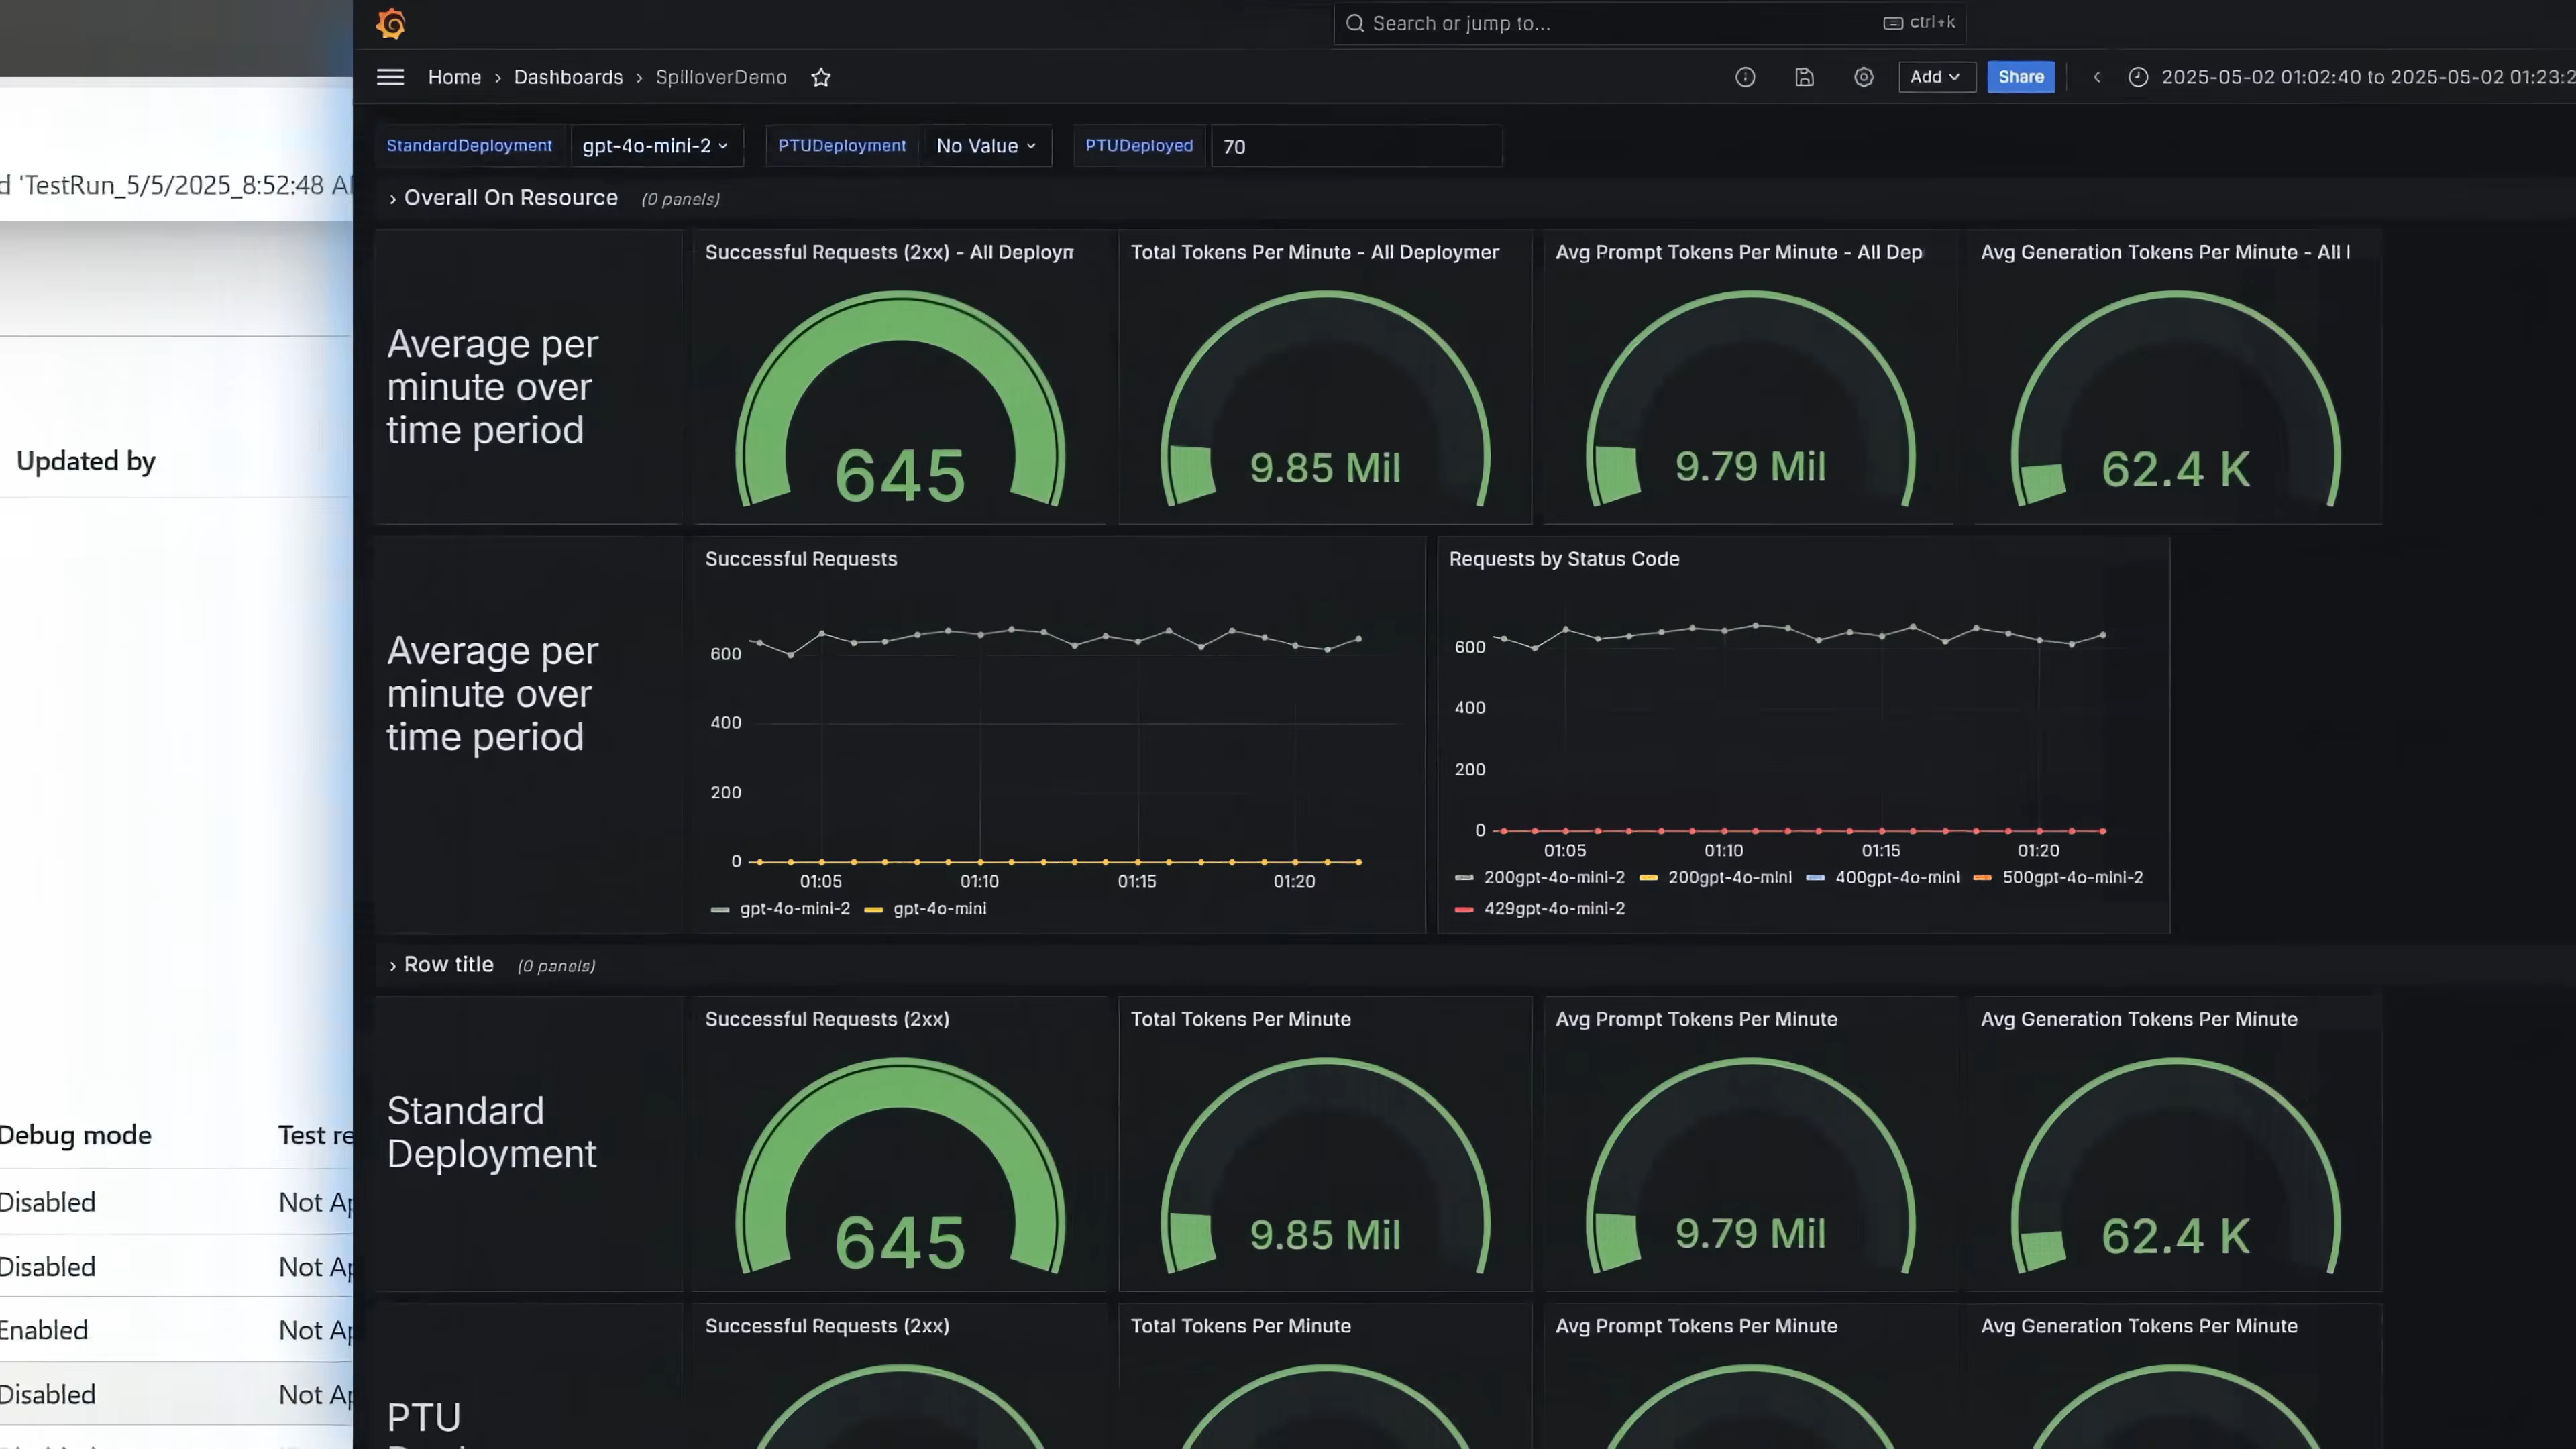 d 'TestRun_5/5/2025_8:52:48
Updated by
Debug mode Test
Disabled Not
Disabled Not
Enabled Not
Disabled Not
Search or jump to... ctrl+k
Home › Dashboards › SpilloverDemo Add Share 2025-05-02 01:02:40 to 2025-05-02 01:23:2
StandardDeployment gpt-4o-mini-2 PTUDeployment No Value PTUDeployed 70
› Overall On Resource (0 panels)
Average per
minute over
time period
Successful Requests (2xx) - All Deploym
645
Total Tokens Per Minute - All Deploymer
9.85 Mil
Avg Prompt Tokens Per Minute - All Dep
9.79 Mil
Avg Generation Tokens Per Minute - All
62.4 K
Average per
minute over
time period
Successful Requests
600
400
200
0
01:05 01:10 01:15 01:20
gpt-4o-mini-2 gpt-4o-mini
Requests by Status Code
600
400
200
0
01:05 01:10 01:15 01:20
200gpt-4o-mini-2 200gpt-4o-mini 400gpt-4o-mini 500gpt-4o-mini-2
429gpt-4o-mini-2
› Row title (0 panels)
Standard
Deployment
Successful Requests (2xx)
645
Total Tokens Per Minute
9.85 Mil
Avg Prompt Tokens Per Minute
9.79 Mil
Avg Generation Tokens Per Minute
62.4 K
PTU
Successful Requests (2xx)
Total Tokens Per Minute
Avg Prompt Tokens Per Minute
Avg Generation Tokens Per Minute